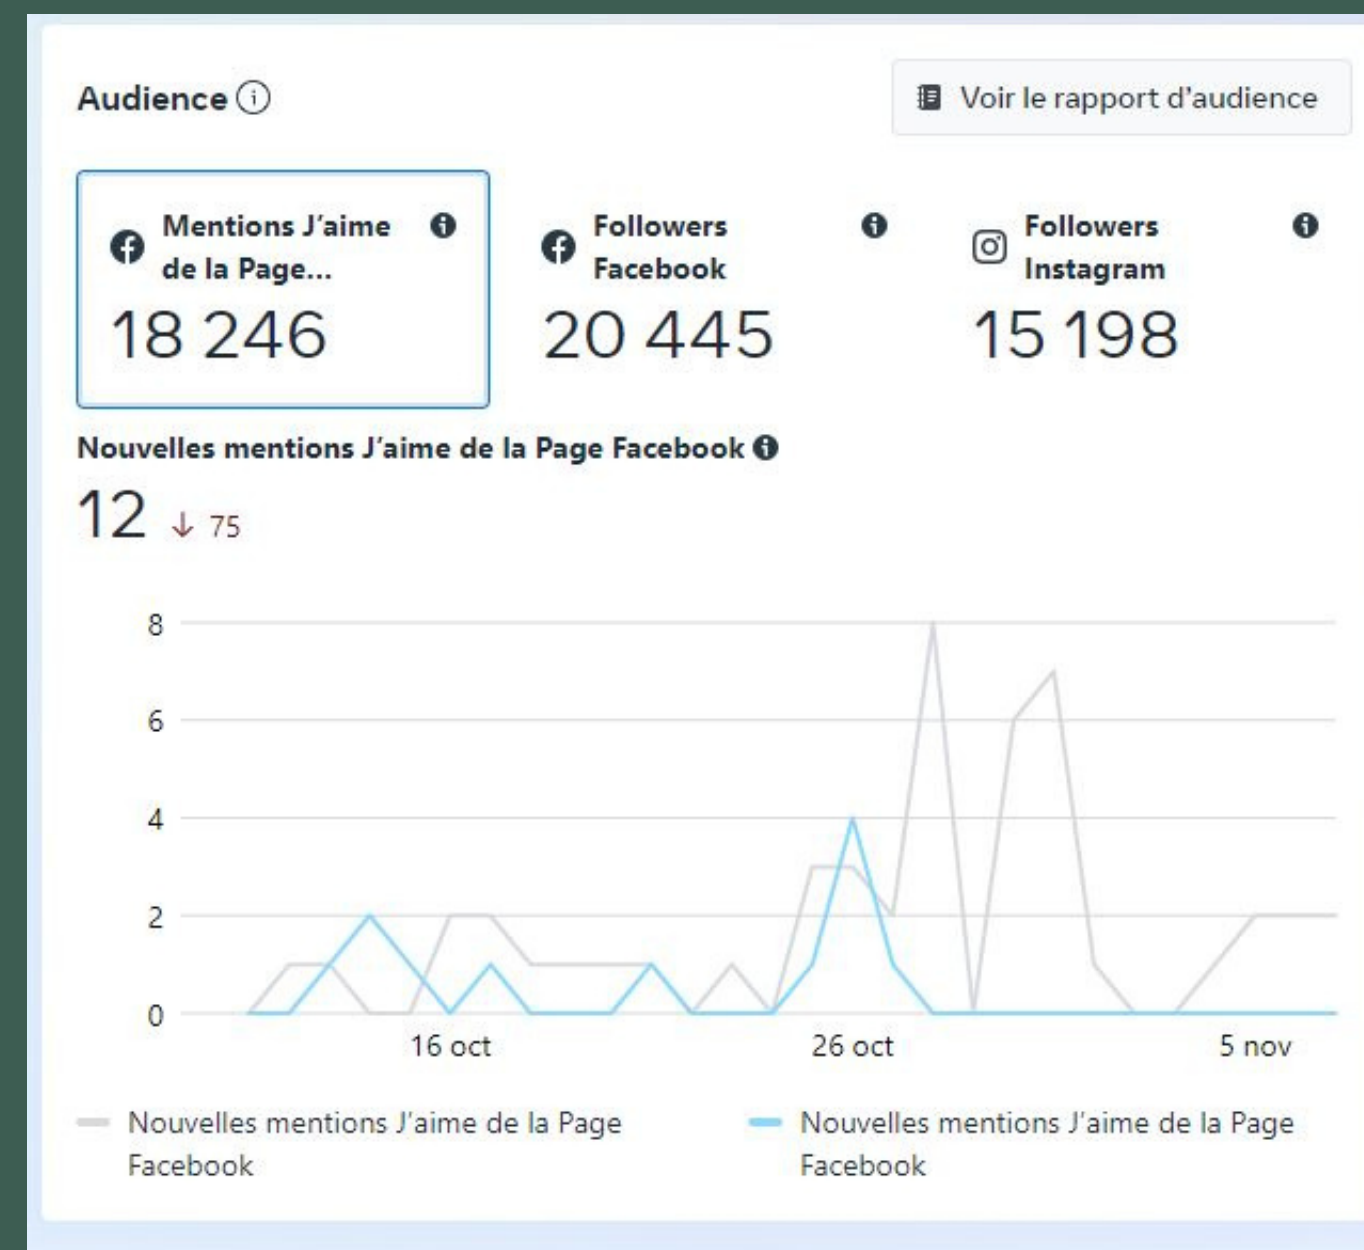 Audience
Voir le rapport d'audience
Mentions J'aime
de la Page...
18 246
Followers
Facebook
20 445
Followers
Instagram
15 198
Nouvelles mentions J'aime de la Page Facebook
12 ↓ 75
8
6
4
2
0
16 oct
26 oct
5 nov
Nouvelles mentions J'aime de la Page
Facebook
Nouvelles mentions J'aime de la Page
Facebook